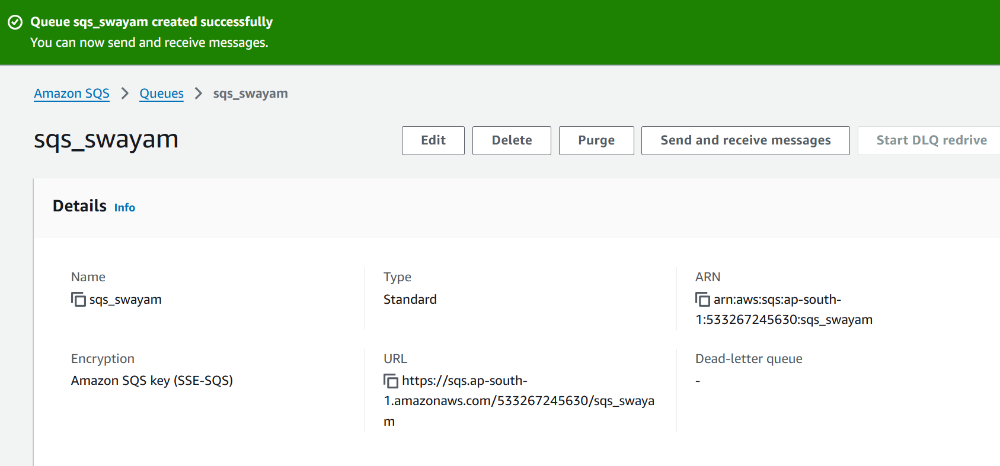 Queue sqs_swayam created successfully
You can now send and receive messages.
Amazon SQS > Queues > sqs_swayam
sqs_swayam
Edit Delete Purge Send and receive messages Start DLQ redrive
Details Info
Name
sqs_swayam
Type
Standard
ARN
arn:aws:sqs:ap-south-
1:533267245630:sqs_swayam
Encryption
Amazon SQS key (SSE-SQS)
URL
https://sqs.ap-south-
1.amazonaws.com/533267245630/sqs_swaya
m
Dead-letter queue
-